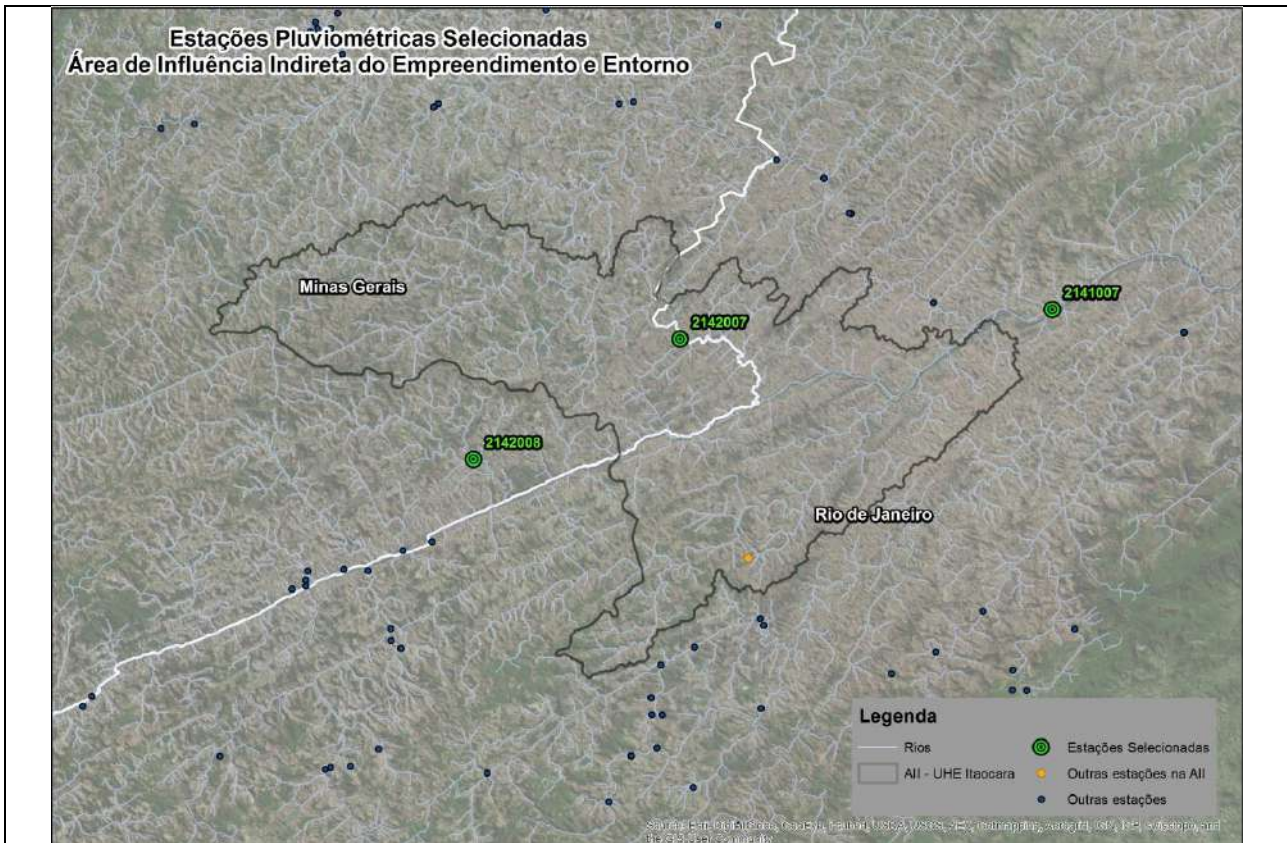 Estações Pluviométricas Selecionadas
Área de Influência Indireta do Empreendimento e Entorno
Minas Gerais
2141007
2142007
2142008
Rio de Janeiro
Legenda
Rios
AII - UHE Itaocara
Estações Selecionadas
Outras estações na AII
Outras estações